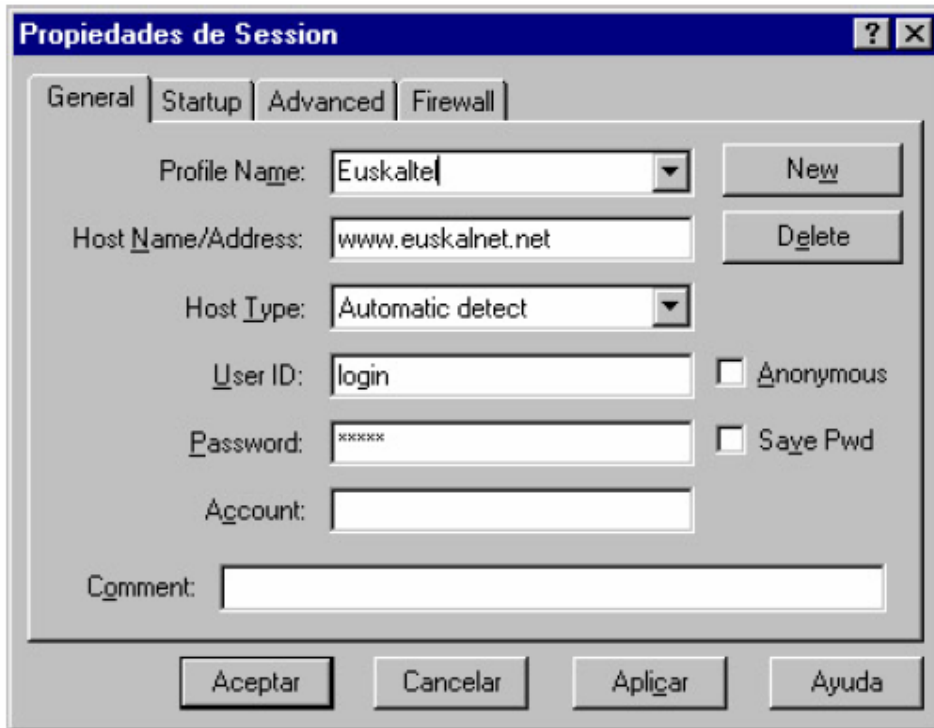 Propiedades de Session
General Startup Advanced Firewall
Profile Name: Euskaltel New
Host Name/Address: www.euskalnet.net Delete
Host Type: Automatic detect
User ID: login Anonymous
Password: ***** Save Pwd
Account:
Comment:
Aceptar Cancelar Aplicar Ayuda